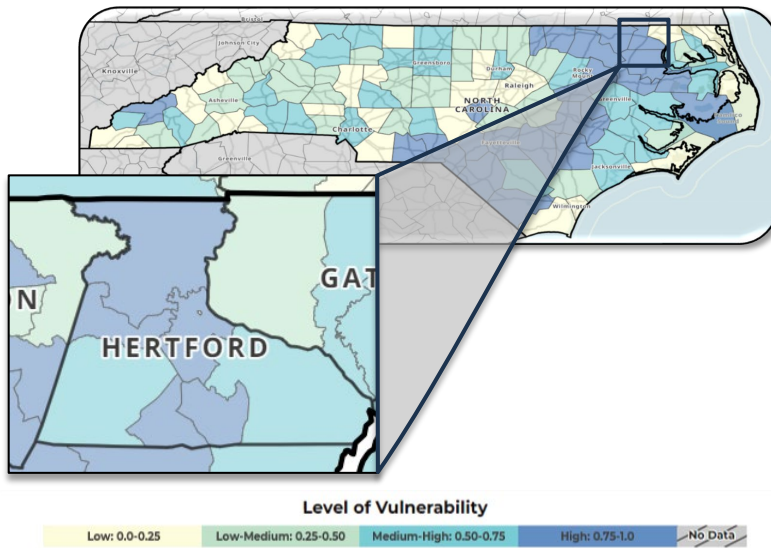 Bristol
Johnson City
Knoxville
Greensboro
Durham
Rocky
Mou
Raleigh
Asheville
NORTH
CAROLINA
Greenville
Charlotte
Fayetteville
Greenville
Jacksonville
Wilmington
N
GAT
HERTFORD
Level of Vulnerability
Low: 0.0-0.25
Low-Medium: 0.25-0.50
Medium-High: 0.50-0.75
High: 0.75-1.0
No Data